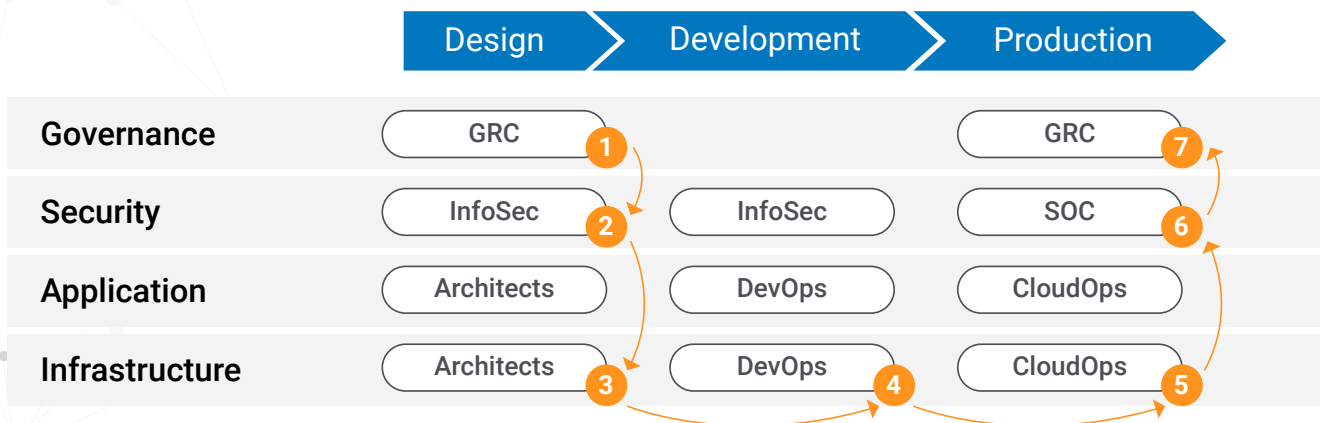 Design Development Production
Governance GRC 1 GRC 7
Security InfoSec 2 InfoSec SOC 6
Application Architects DevOps CloudOps
Infrastructure Architects 3 DevOps 4 CloudOps 5